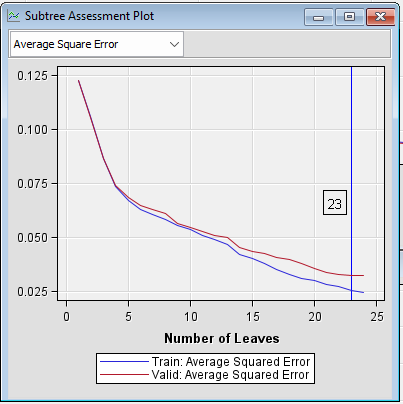 Subtree Assessment Plot
Average Square Error
0.125
0.100
0.075
0.050
0.025
23
0 5 10 15 20 25
Number of Leaves
Train: Average Squared Error
Valid: Average Squared Error